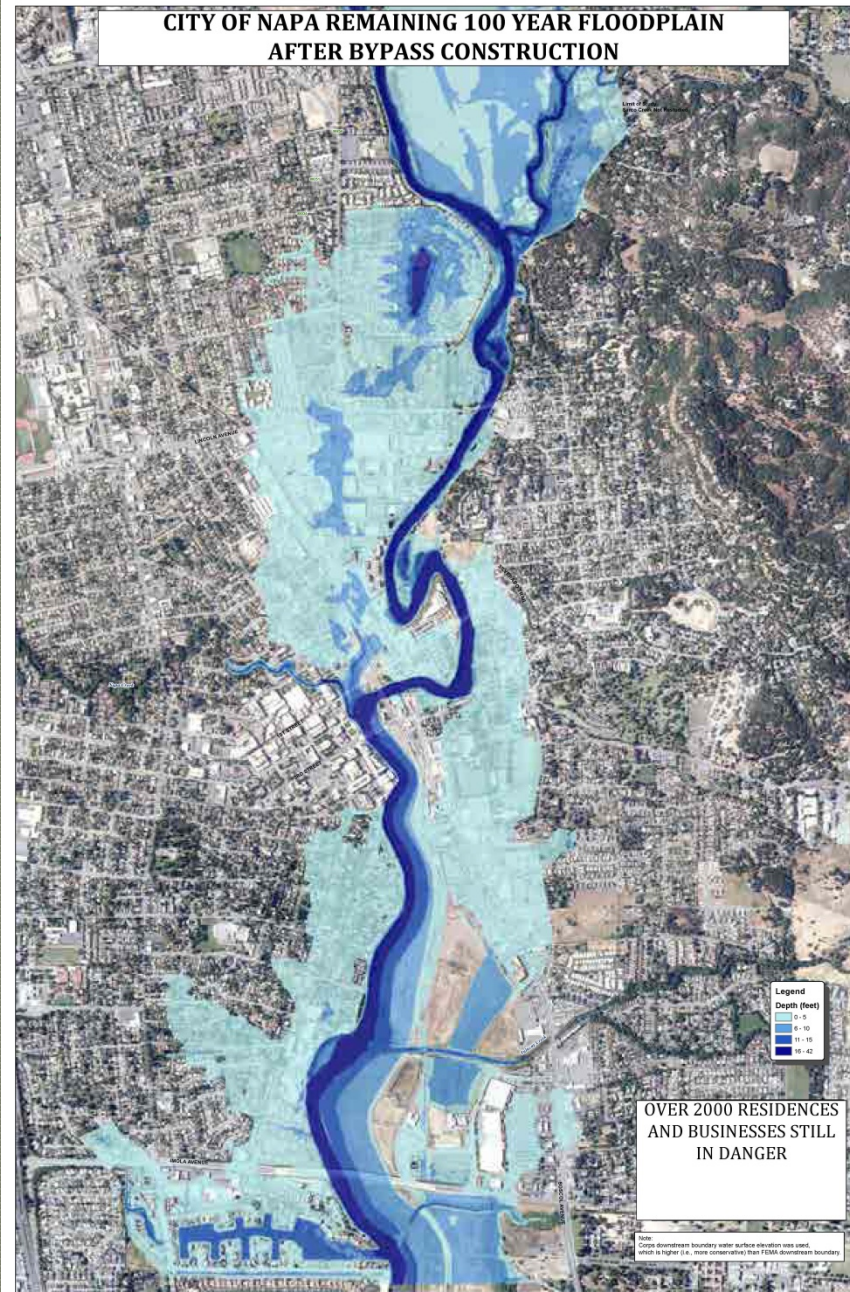 CITY OF NAPA REMAINING 100 YEAR FLOODPLAIN
AFTER BYPASS CONSTRUCTION
LINCOLN AVENUE
IMOLA AVENUE
Legend
Depth (feet)
0 - 5
6 - 10
11 - 15
16 - 42
OVER 2000 RESIDENCES
AND BUSINESSES STILL
IN DANGER
Note:
Corps downstream boundary water surface elevation was used,
which is higher (i.e., more conservative) than FEMA downstream boundary.